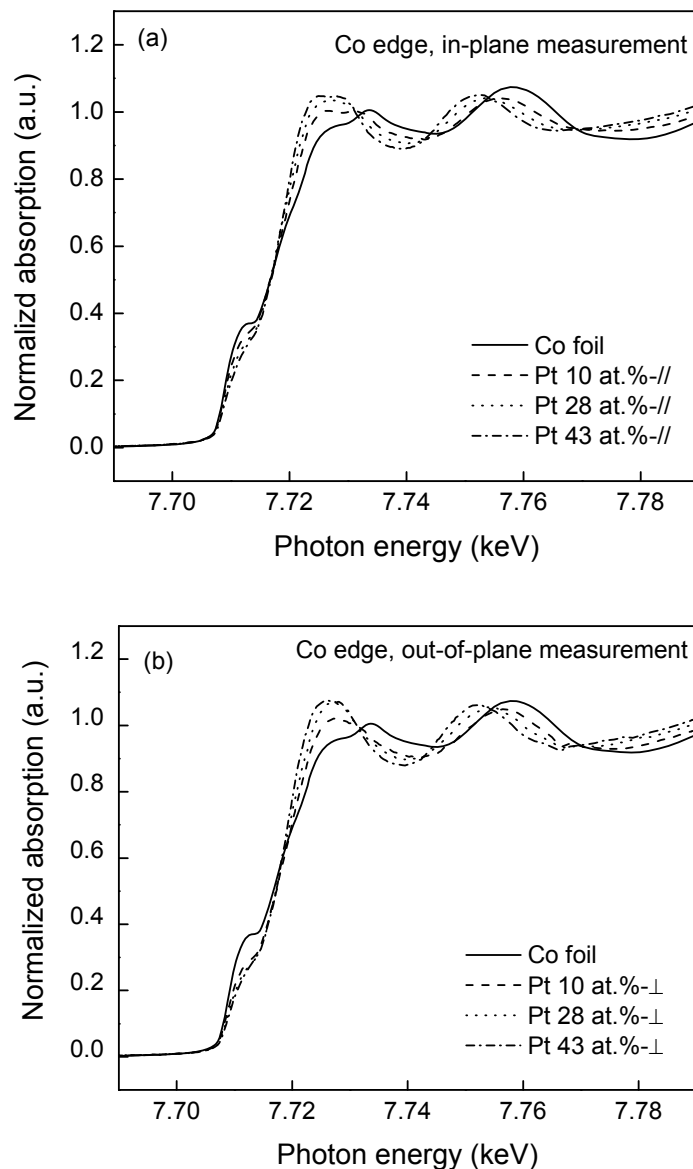 (a)
Co edge, in-plane measurement
1.2
1.0
0.8
0.6
0.4
0.2
0.0
Normalizd absorption (a.u.)
Co foil
Pt 10 at.%-//
Pt 28 at.%-//
Pt 43 at.%-//
7.70 7.72 7.74 7.76 7.78
Photon energy (keV)
(b)
Co edge, out-of-plane measurement
1.2
1.0
0.8
0.6
0.4
0.2
0.0
Normalized absorption (a.u.)
Co foil
Pt 10 at.%-⊥
Pt 28 at.%-⊥
Pt 43 at.%-⊥
7.70 7.72 7.74 7.76 7.78
Photon energy (keV)